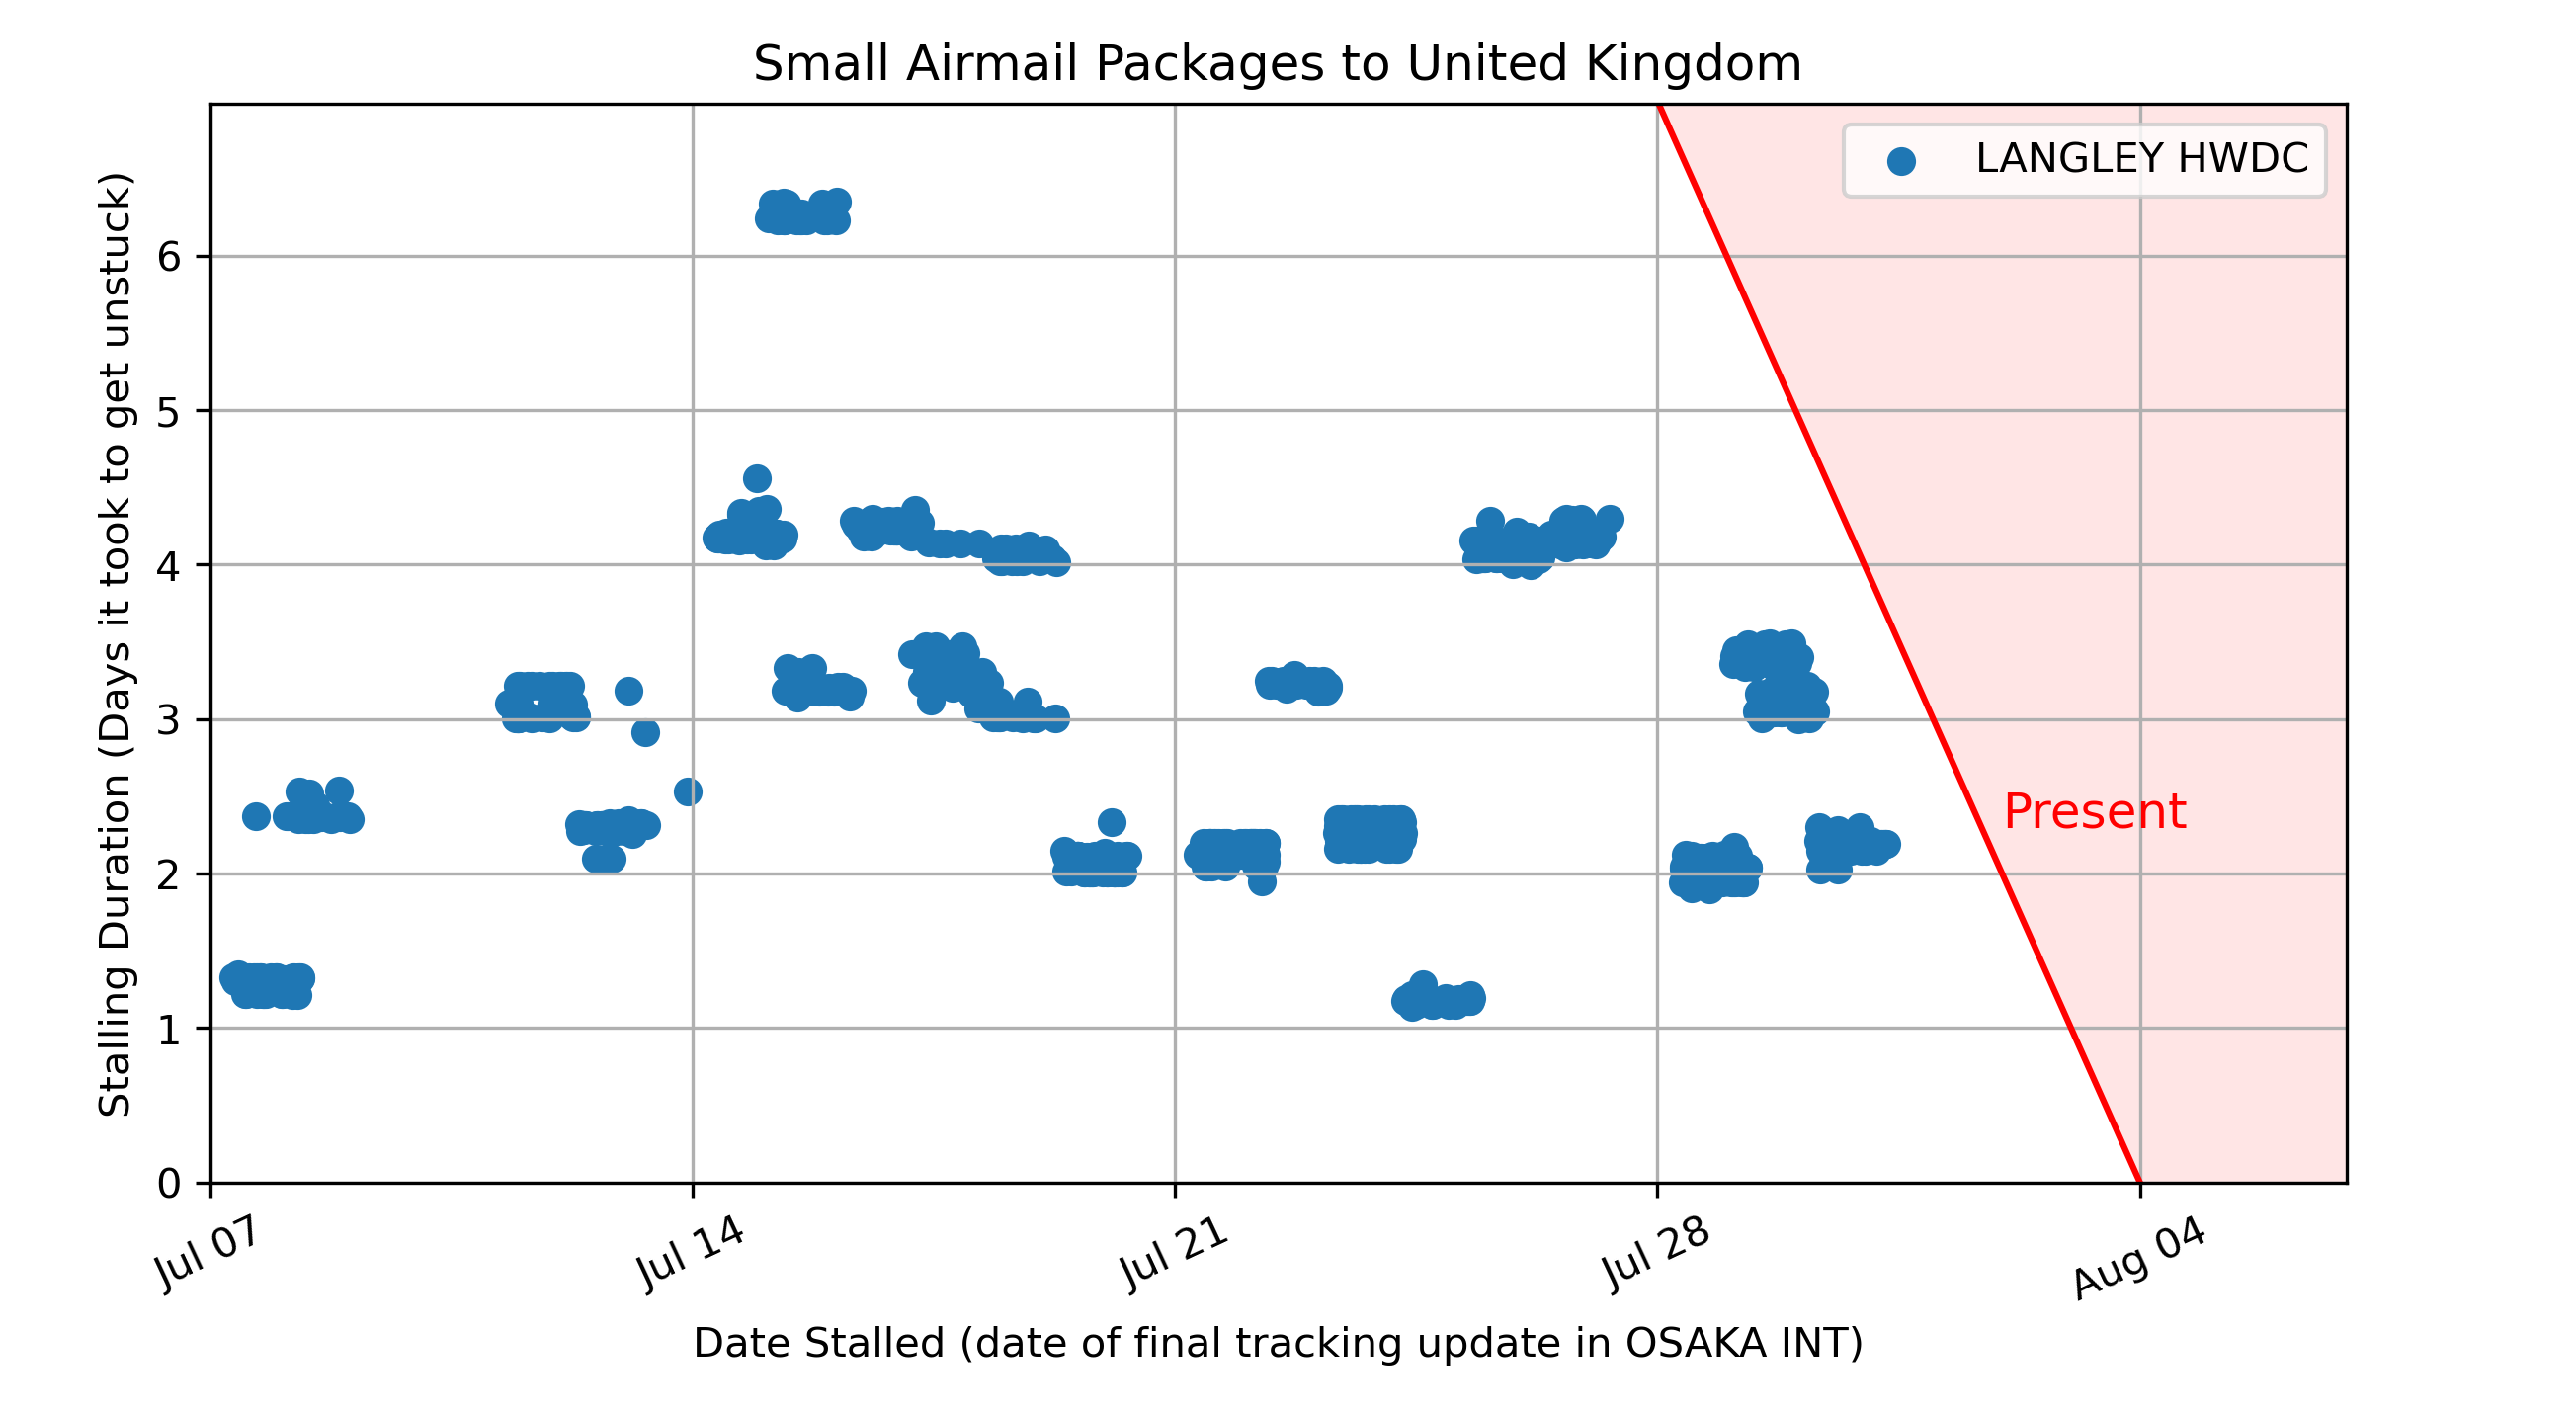 Small Airmail Packages to United Kingdom
LANGLEY HWDC
Stalling Duration (Days it took to get unstuck)
6
5
4
3
2
1
0
Present
Jul 07
Jul 14
Jul 21
Jul 28
Aug 04
Date Stalled (date of final tracking update in OSAKA INT)